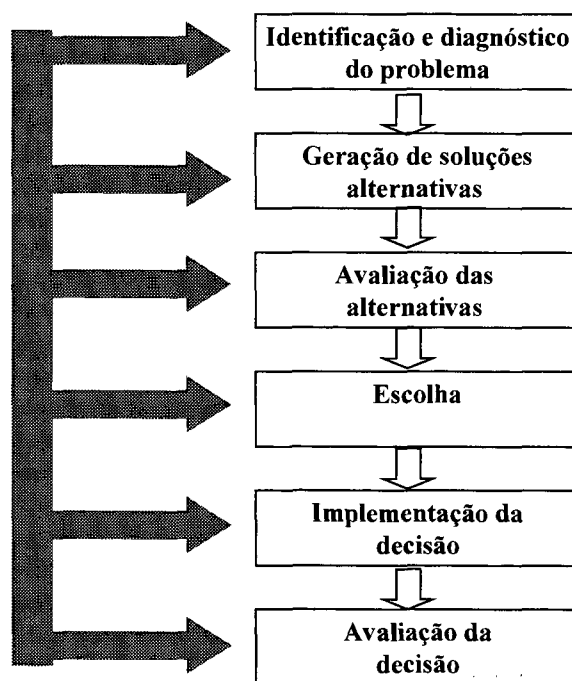 Identificação e diagnóstico
do problema
Geração de soluções
alternativas
Avaliação das
alternativas
Escolha
Implementação da
decisão
Avaliação da
decisão